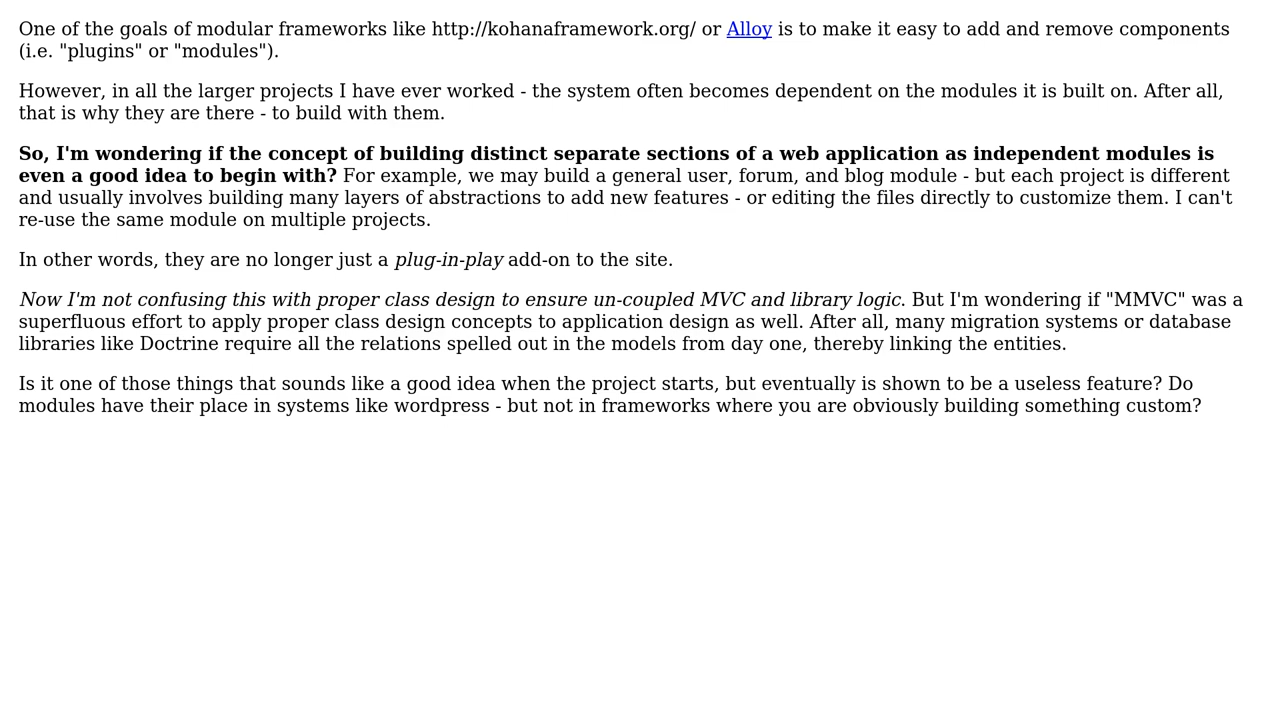 One of the goals of modular frameworks like http://kohanaframework.org/ or Alloy is to make it easy to add and remove components
(i.e. "plugins" or "modules").
However, in all the larger projects I have ever worked - the system often becomes dependent on the modules it is built on. After all,
that is why they are there - to build with them.
So, I'm wondering if the concept of building distinct separate sections of a web application as independent modules is
even a good idea to begin with? For example, we may build a general user, forum, and blog module - but each project is different
and usually involves building many layers of abstractions to add new features - or editing the files directly to customize them. I can't
re-use the same module on multiple projects.
In other words, they are no longer just a plug-in-play add-on to the site.
Now I'm not confusing this with proper class design to ensure un-coupled MVC and library logic. But I'm wondering if "MMVC" was a
superfluous effort to apply proper class design concepts to application design as well. After all, many migration systems or database
libraries like Doctrine require all the relations spelled out in the models from day one, thereby linking the entities.
Is it one of those things that sounds like a good idea when the project starts, but eventually is shown to be a useless feature? Do
modules have their place in systems like wordpress - but not in frameworks where you are obviously building something custom?